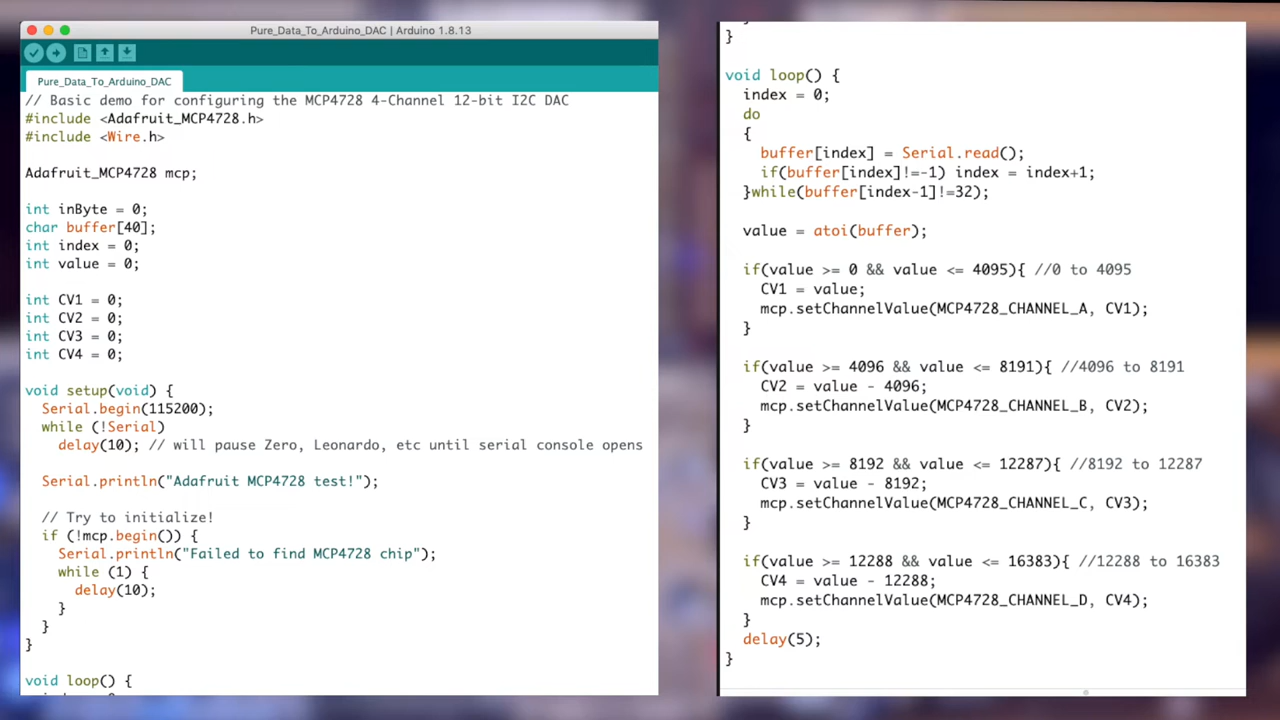 Pure_Data_To_Arduino_DAC | Arduino 1.8.13
Pure_Data_To_Arduino_DAC
// Basic demo for configuring the MCP4728 4-Channel 12-bit I2C DAC
#include <Adafruit_MCP4728.h>
#include <Wire.h>
Adafruit_MCP4728 mcp;
int inByte = 0;
char buffer[40];
int index = 0;
int value = 0;
int CV1 = 0;
int CV2 = 0;
int CV3 = 0;
int CV4 = 0;
void setup(void) {
Serial.begin(115200);
while (!Serial)
delay(10); // will pause Zero, Leonardo, etc until serial console opens
Serial.println("Adafruit MCP4728 test!");
// Try to initialize!
if (!mcp.begin()) {
Serial.println("Failed to find MCP4728 chip");
while (1) {
delay(10);
}
}
}
void loop() {
}
void loop() {
index = 0;
do
{
buffer[index] = Serial.read();
if(buffer[index]!=-1) index = index+1;
}while(buffer[index-1]!=32);
value = atoi(buffer);
if(value >= 0 && value <= 4095){ //0 to 4095
CV1 = value;
mcp.setChannelValue(MCP4728_CHANNEL_A, CV1);
}
if(value >= 4096 && value <= 8191){ //4096 to 8191
CV2 = value - 4096;
mcp.setChannelValue(MCP4728_CHANNEL_B, CV2);
}
if(value >= 8192 && value <= 12287){ //8192 to 12287
CV3 = value - 8192;
mcp.setChannelValue(MCP4728_CHANNEL_C, CV3);
}
if(value >= 12288 && value <= 16383){ //12288 to 16383
CV4 = value - 12288;
mcp.setChannelValue(MCP4728_CHANNEL_D, CV4);
}
delay(5);
}